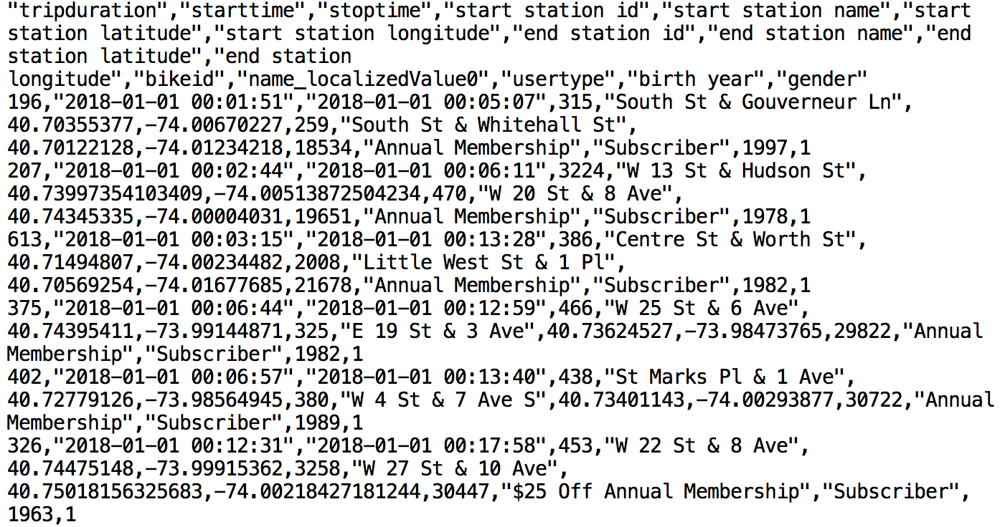 "tripduration","starttime","stoptime","start station id","start station name","start
station latitude","start station longitude","end station id","end station name","end
station latitude","end station
longitude","bikeid","name_localizedValue0","usertype","birth year","gender"
196,"2018-01-01 00:01:51","2018-01-01 00:05:07",315,"South St & Gouverneur Ln",
40.70355377,-74.00670227,259,"South St & Whitehall St",
40.70122128,-74.01234218,18534,"Annual Membership","Subscriber",1997,1
207,"2018-01-01 00:02:44","2018-01-01 00:06:11",3224,"W 13 St & Hudson St",
40.73997354103409,-74.00513872504234,470,"W 20 St & 8 Ave",
40.74345335,-74.00004031,19651,"Annual Membership","Subscriber",1978,1
613,"2018-01-01 00:03:15","2018-01-01 00:13:28",386,"Centre St & Worth St",
40.71494807,-74.00234482,2008,"Little West St & 1 Pl",
40.70569254,-74.01677685,21678,"Annual Membership","Subscriber",1982,1
375,"2018-01-01 00:06:44","2018-01-01 00:12:59",466,"W 25 St & 6 Ave",
40.74395411,-73.99144871,325,"E 19 St & 3 Ave",40.73624527,-73.98473765,29822,"Annual
Membership","Subscriber",1982,1
402,"2018-01-01 00:06:57","2018-01-01 00:13:40",438,"St Marks Pl & 1 Ave",
40.72779126,-73.98564945,380,"W 4 St & 7 Ave S",40.73401143,-74.00293877,30722,"Annual
Membership","Subscriber",1989,1
326,"2018-01-01 00:12:31","2018-01-01 00:17:58",453,"W 22 St & 8 Ave",
40.74475148,-73.99915362,3258,"W 27 St & 10 Ave",
40.75018156325683,-74.00218427181244,30447,"$25 Off Annual Membership","Subscriber",
1963,1